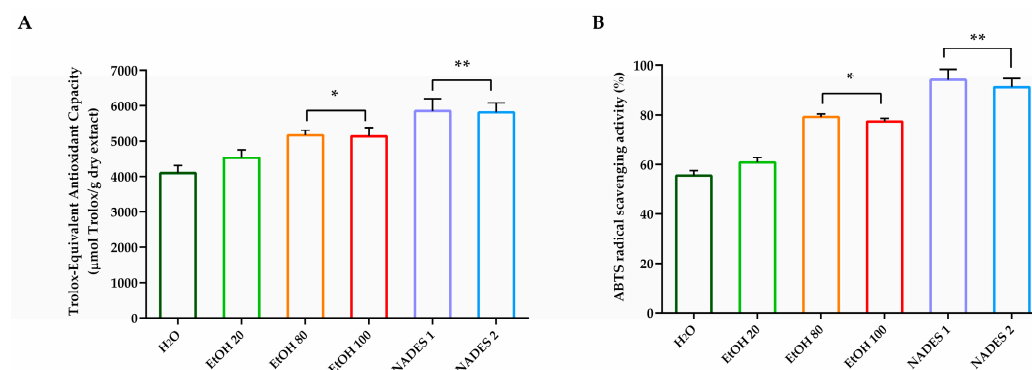 A
Trolox-Equivalent Antioxidant Capacity
(μmol Trolox/g dry extract)
7000
6000
5000
4000
3000
2000
1000
0
*
**
H2O
EtOH 20
EtOH 80
EtOH 100
NADES 1
NADES 2
B
ABTS radical scavenging activity (%)
100
80
60
40
20
0
*
**
H2O
EtOH 20
EtOH 80
EtOH 100
NADES 1
NADES 2